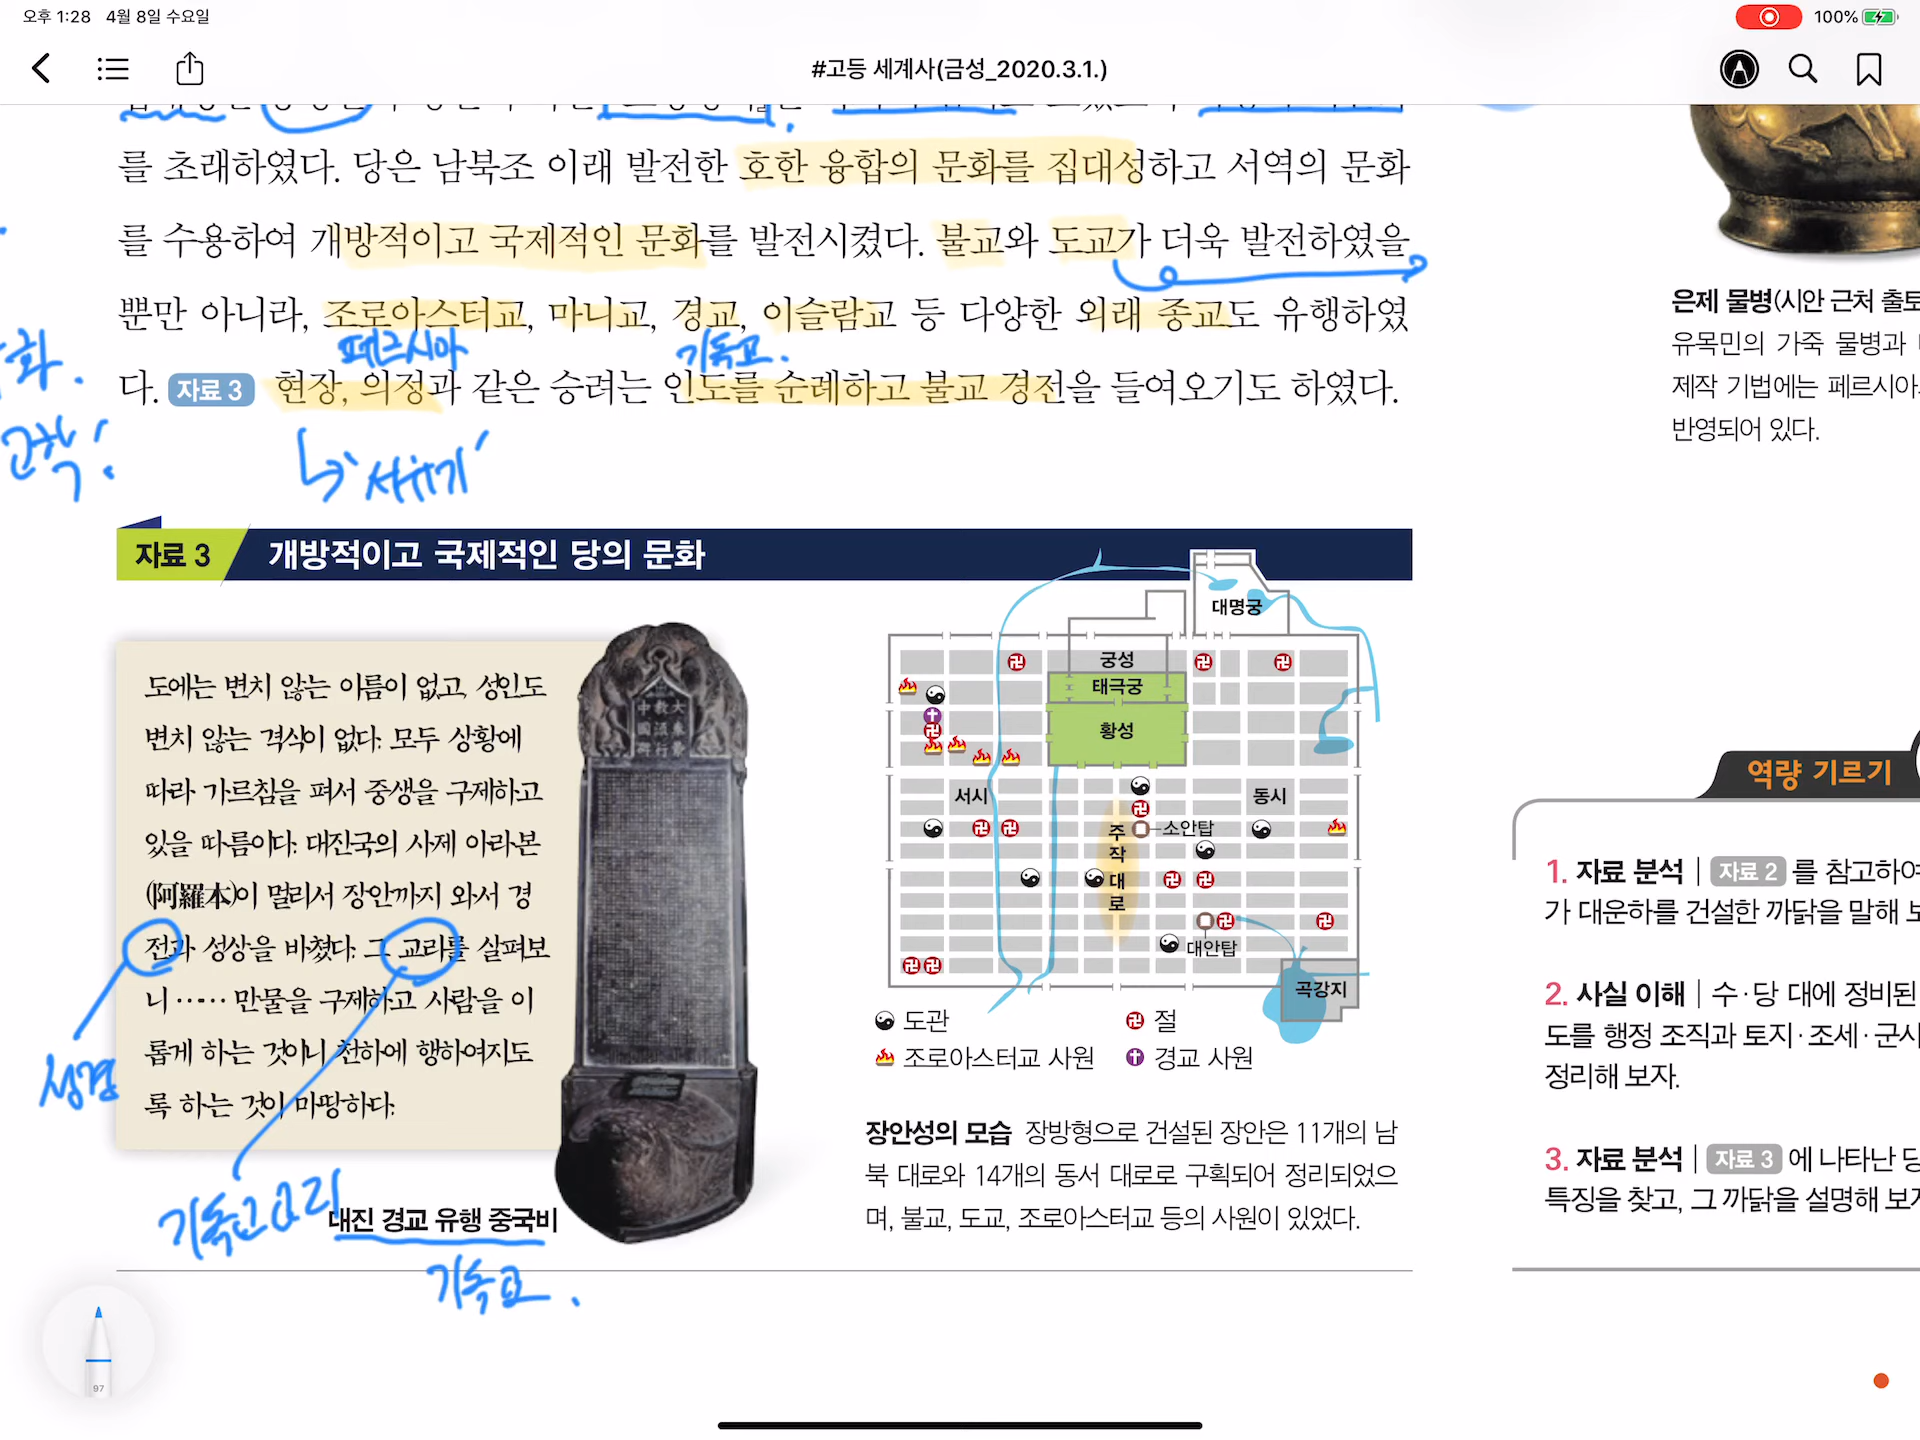 오후 1:28 4월 8일 수요일
100%
#고등 세계사(금성_2020.3.1.)
를 초래하였다. 당은 남북조 이래 발전한 호한 융합의 문화를 집대성하고 서역의 문화
를 수용하여 개방적이고 국제적인 문화를 발전시켰다. 불교와 도교가 더욱 발전하였을
뿐만 아니라, 조로아스터교, 마니교, 경교, 이슬람교 등 다양한 외래 종교도 유행하였
페르시아
기독교.
다. 자료 3 현장, 의정과 같은 승려는 인도를 순례하고 불교 경전을 들여오기도 하였다.
'서유기'
자료 3 개방적이고 국제적인 당의 문화
도에는 변치 않는 이름이 없고, 성인도
변치 않는 격식이 없다. 모두 상황에
따라 가르침을 펴서 중생을 구제하고
있을 따름이다. 대진국의 사제 아라본
(阿羅本)이 멀리서 장안까지 와서 경
전과 성상을 바쳤다. 그 교리를 살펴보
니 …… 만물을 구제하고 사람을 이
롭게 하는 것이니 천하에 행하여지도
록 하는 것이 마땅하다.
성경
기독교 교리
대진 경교 유행 중국비
기독교.
대명궁
궁성
태극궁
황성
서시
동시
주작대로
소안탑
대안탑
곡강지
도관
절
조로아스터교 사원
경교 사원
장안성의 모습 장방형으로 건설된 장안은 11개의 남
북 대로와 14개의 동서 대로로 구획되어 정리되었으
며, 불교, 도교, 조로아스터교 등의 사원이 있었다.
은제 물병(시안 근처 출토
유목민의 가죽 물병과
제작 기법에는 페르시아
반영되어 있다.
역량 기르기
1. 자료 분석 | 자료 2 를 참고하여
가 대운하를 건설한 까닭을 말해 보
2. 사실 이해 | 수·당 대에 정비된
도를 행정 조직과 토지·조세·군사
정리해 보자.
3. 자료 분석 | 자료 3 에 나타난 당
특징을 찾고, 그 까닭을 설명해 보자
97